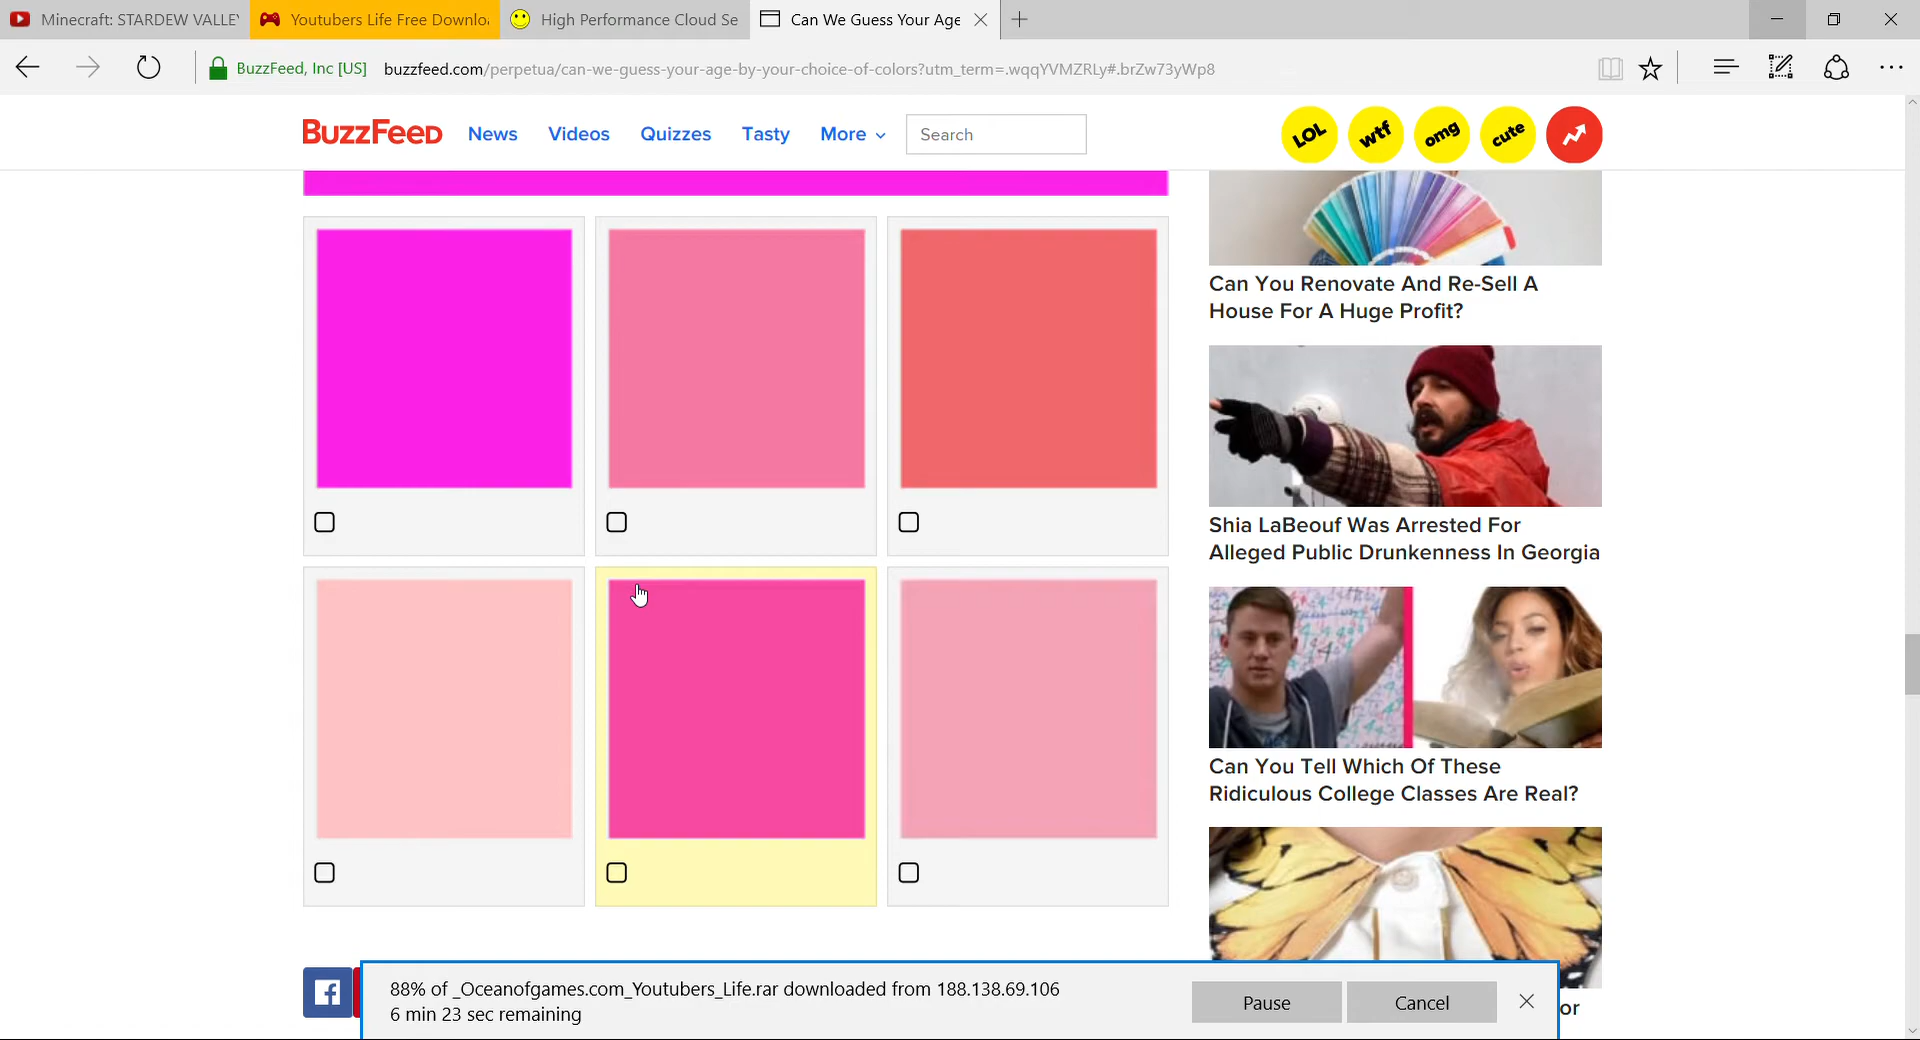 Minecraft: STARDEW VALLEY
Youtubers Life Free Downlo
High Performance Cloud Se
Can We Guess Your Age
BuzzFeed, Inc [US] buzzfeed.com/perpetua/can-we-guess-your-age-by-your-choice-of-colors?utm_term=.wqqYVMZRLy#.brZw73yWp8
BuzzFeed News Videos Quizzes Tasty More Search LOL wtf omg cute
Can You Renovate And Re-Sell A
House For A Huge Profit?
Shia LaBeouf Was Arrested For
Alleged Public Drunkenness In Georgia
Can You Tell Which Of These
Ridiculous College Classes Are Real?
or
88% of _Oceanofgames.com_Youtubers_Life.rar downloaded from 188.138.69.106
6 min 23 sec remaining
Pause
Cancel